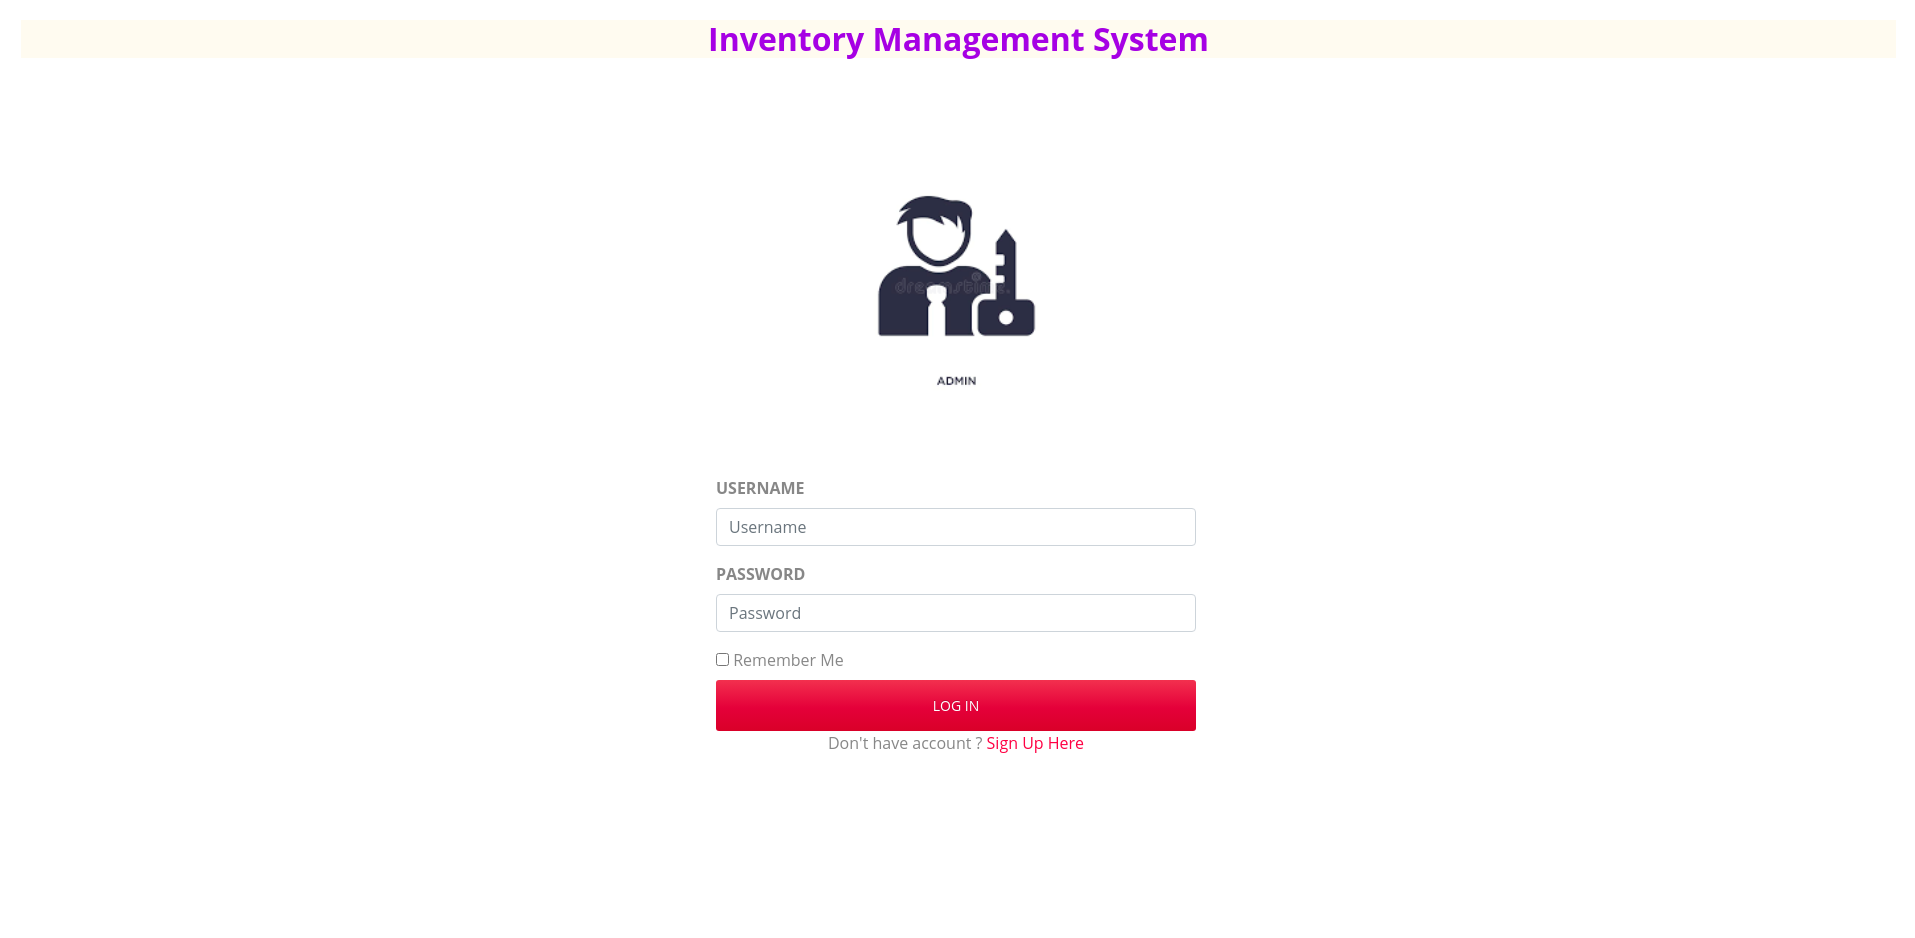 Inventory Management System
dreamstime.
ADMIN
USERNAME
Username
PASSWORD
Password
Remember Me
LOG IN
Don't have account ? Sign Up Here